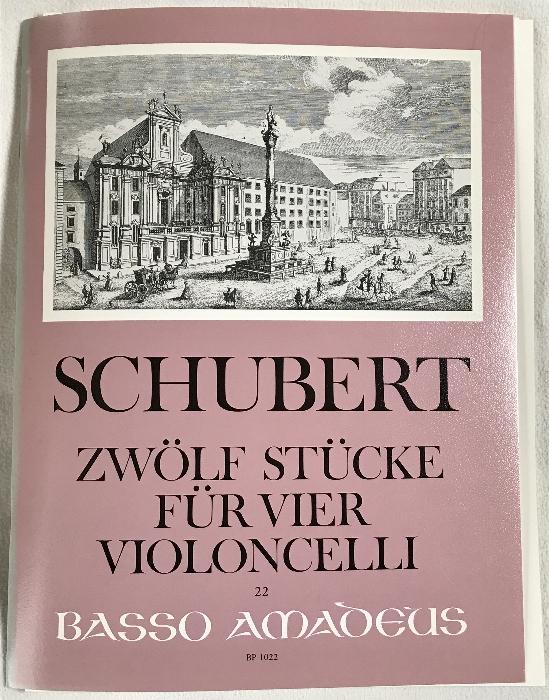 SCHUBERT
ZWÖLF STÜCKE
FÜR VIER
VIOLONCELLI
22
BASSO AMADEUS
BP 1022